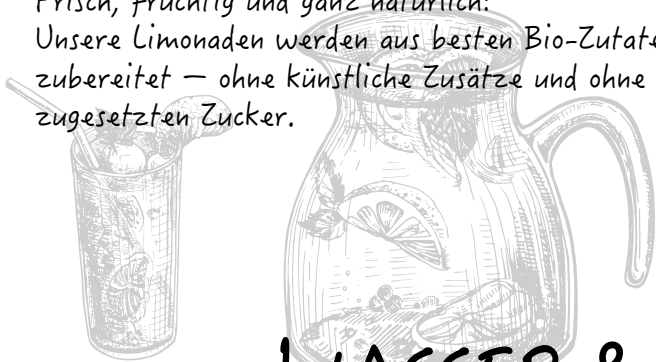 Frisch, fruchtig und ganz natürlich:
Unsere Limonaden werden aus besten Bio-Zutate
zubereitet – ohne künstliche Zusätze und ohne
zugesetzten Zucker.
WASSER &